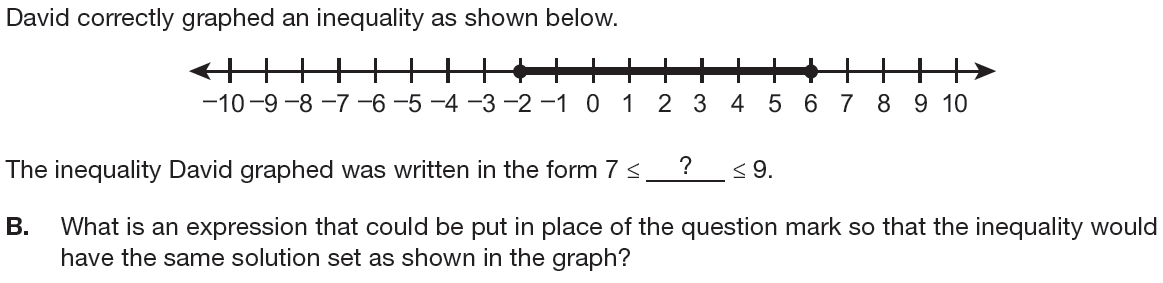 David correctly graphed an inequality as shown below.
−10 −9 −8 −7 −6 −5 −4 −3 −2 −1 0 1 2 3 4 5 6 7 8 9 10
The inequality David graphed was written in the form 7 ≤ ? ≤ 9.
B. What is an expression that could be put in place of the question mark so that the inequality would
have the same solution set as shown in the graph?